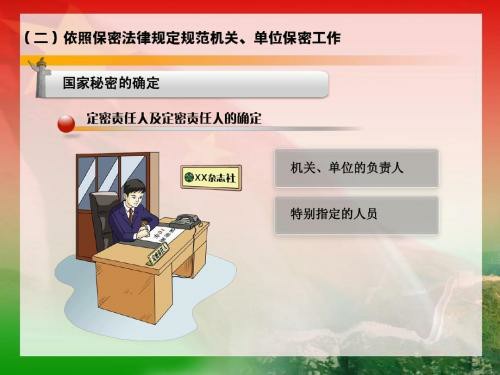 （二）依照保密法律规定规范机关、单位保密工作
国家秘密的确定
定密责任人及定密责任人的确定
XX杂志社
机关、单位的负责人
特别指定的人员